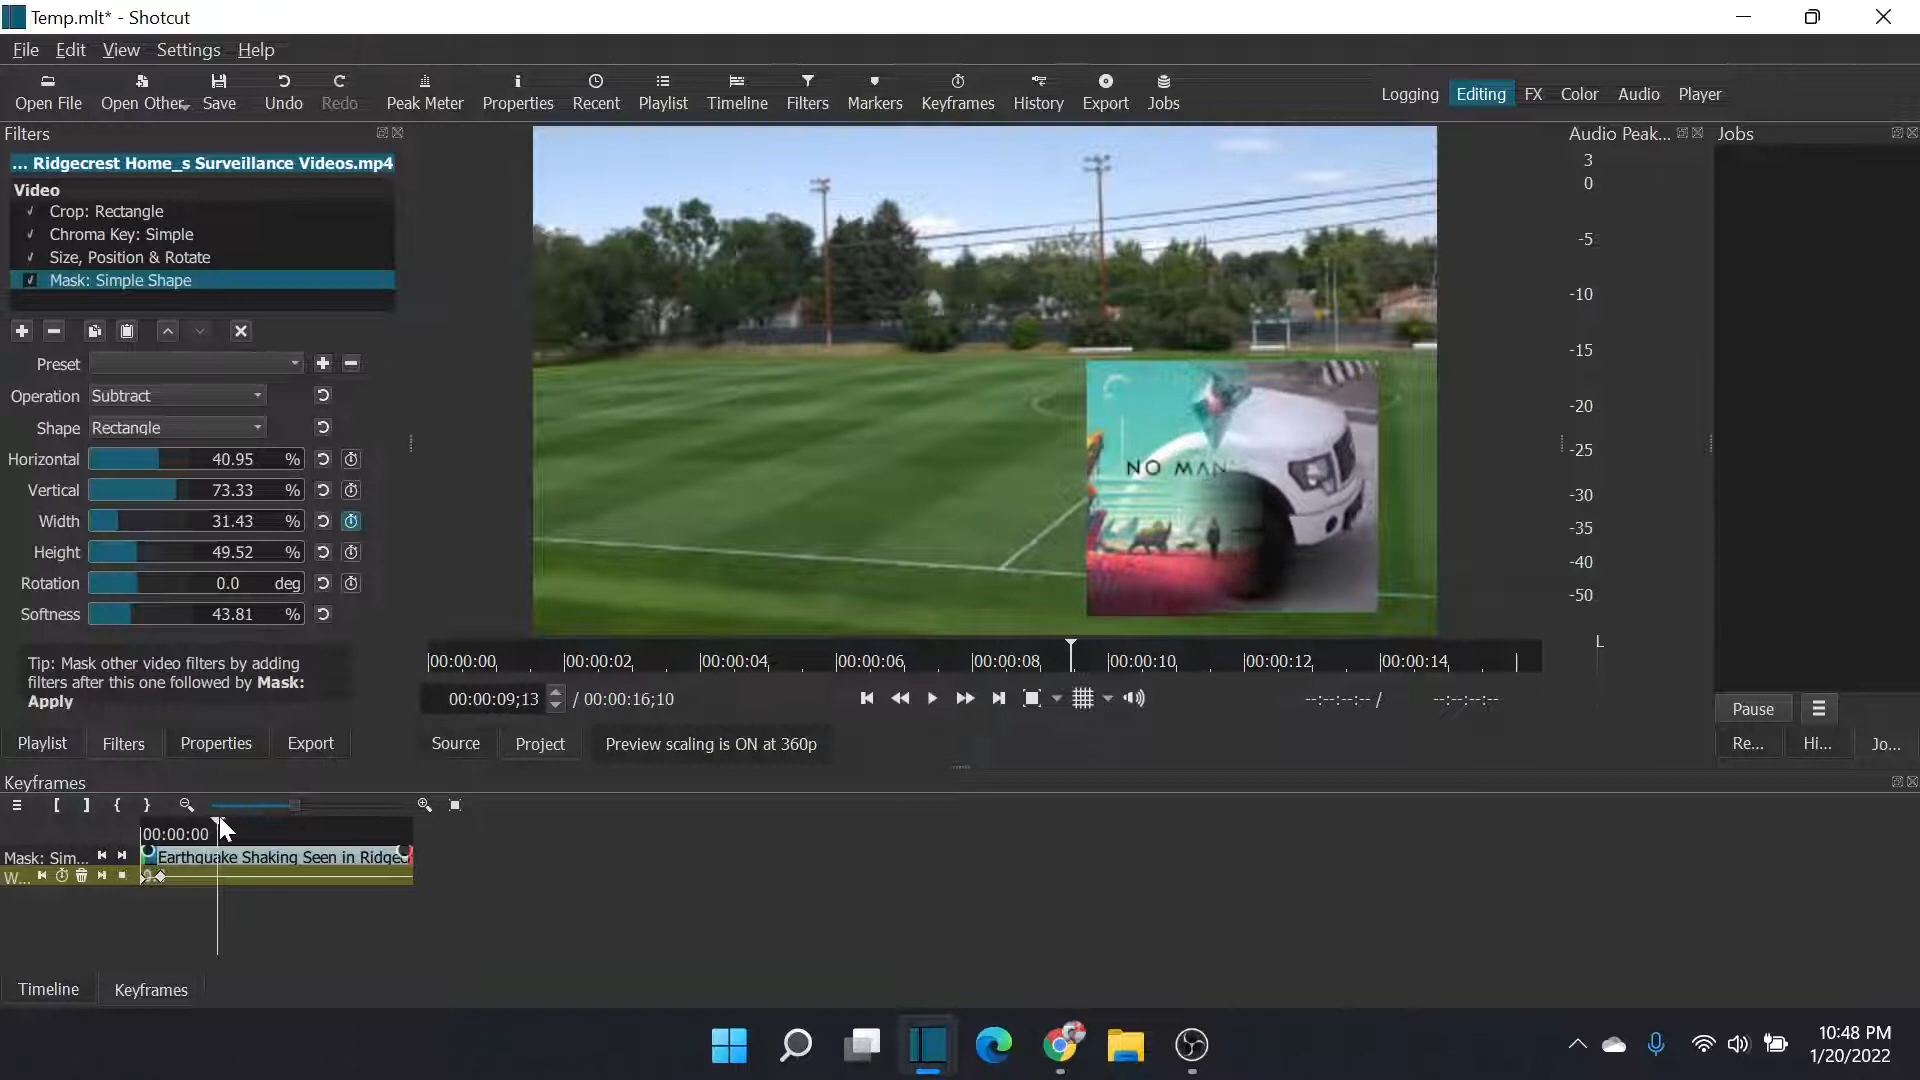 Temp.mlt* - Shotcut
File Edit View Settings Help
Open File Open Other Save Undo Redo Peak Meter Properties Recent Playlist Timeline Filters Markers Keyframes History Export Jobs
Logging Editing FX Color Audio Player
Filters
Audio Peak...
Jobs
... Ridgecrest Home_s Surveillance Videos.mp4
Video
Crop: Rectangle
Chroma Key: Simple
Size, Position & Rotate
Mask: Simple Shape
Preset
Operation Subtract
Shape Rectangle
Horizontal 40.95 %
Vertical 73.33 %
Width 31.43 %
Height 49.52 %
Rotation 0.0 deg
Softness 43.81 %
Tip: Mask other video filters by adding
filters after this one followed by Mask:
Apply
Playlist Filters Properties Export
NO MAN
3
0
-5
-10
-15
-20
-25
-30
-35
-40
-50
L
00:00:00 00:00:02 00:00:04 00:00:06 00:00:08 00:00:10 00:00:12 00:00:14
00:00:09;13 / 00:00:16;10
--:--:--:-- / --:--:--:--
Source Project Preview scaling is ON at 360p
Pause
Re... Hi... Jo...
Keyframes
00:00:00
Mask: Sim...
Earthquake Shaking Seen in Ridgec
W...
Timeline Keyframes
10:48 PM
1/20/2022